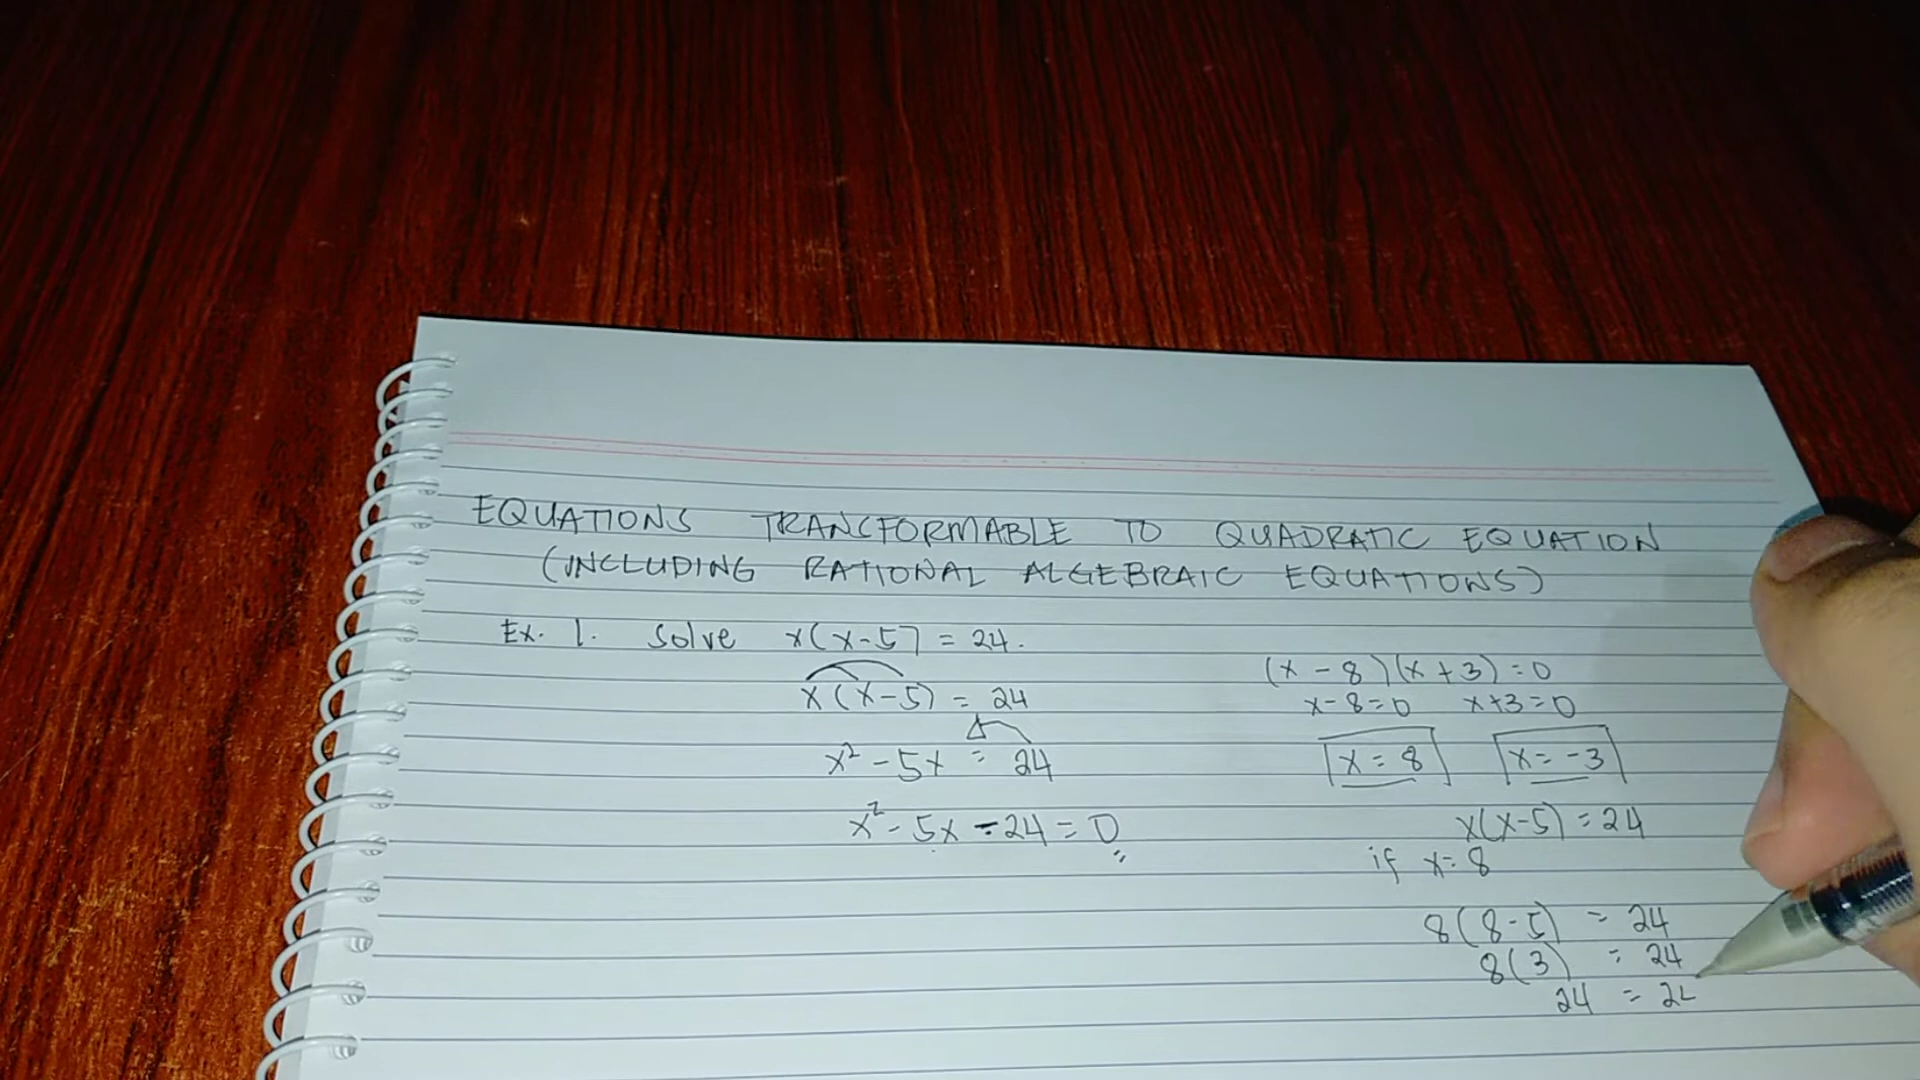 EQUATIONS TRANSFORMABLE TO QUADRATIC EQUATION
(INCLUDING RATIONAL ALGEBRAIC EQUATIONS)
Ex. 1. Solve x(x-5) = 24.
x(x-5) = 24
x² - 5x = 24
x² - 5x - 24 = 0
(x - 8)(x + 3) = 0
x - 8 = 0 x + 3 = 0
x = 8 x = -3
x(x-5) = 24
if x = 8
8(8-5) = 24
8(3) = 24
24 = 24